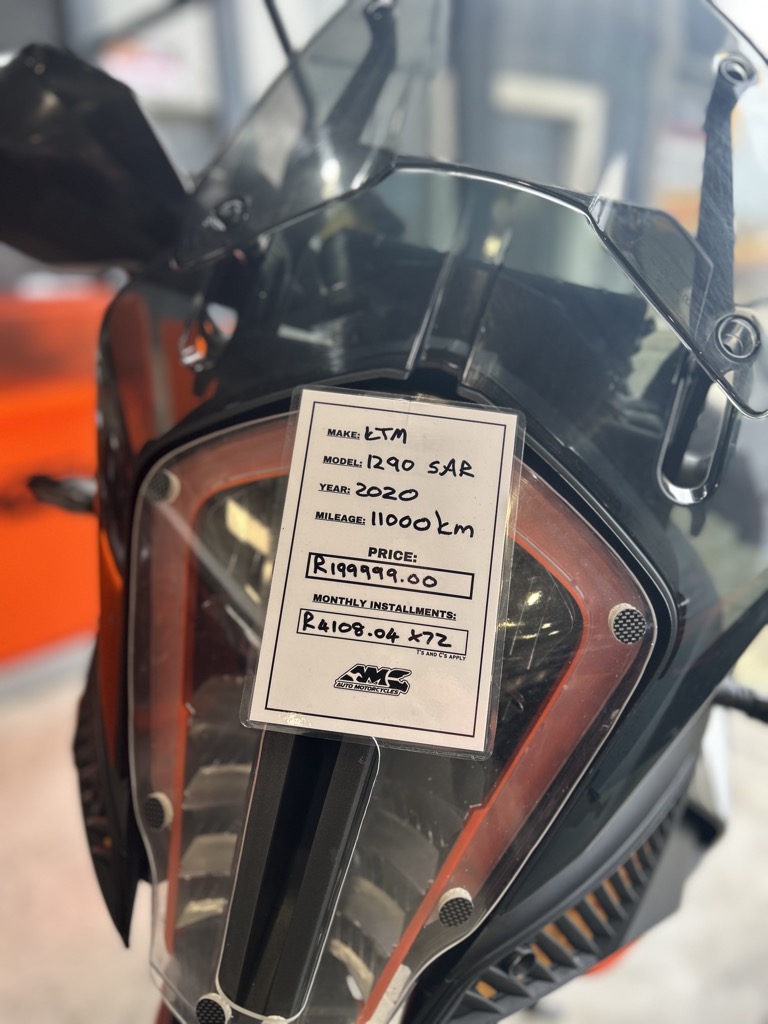 MAKE: KTM
MODEL: 1290 SAR
YEAR: 2020
MILEAGE: 11000km
PRICE:
R199999.00
MONTHLY INSTALLMENTS:
R4108.04 x72
T'S AND C'S APPLY
AMS
AUTO MOTORCYCLES